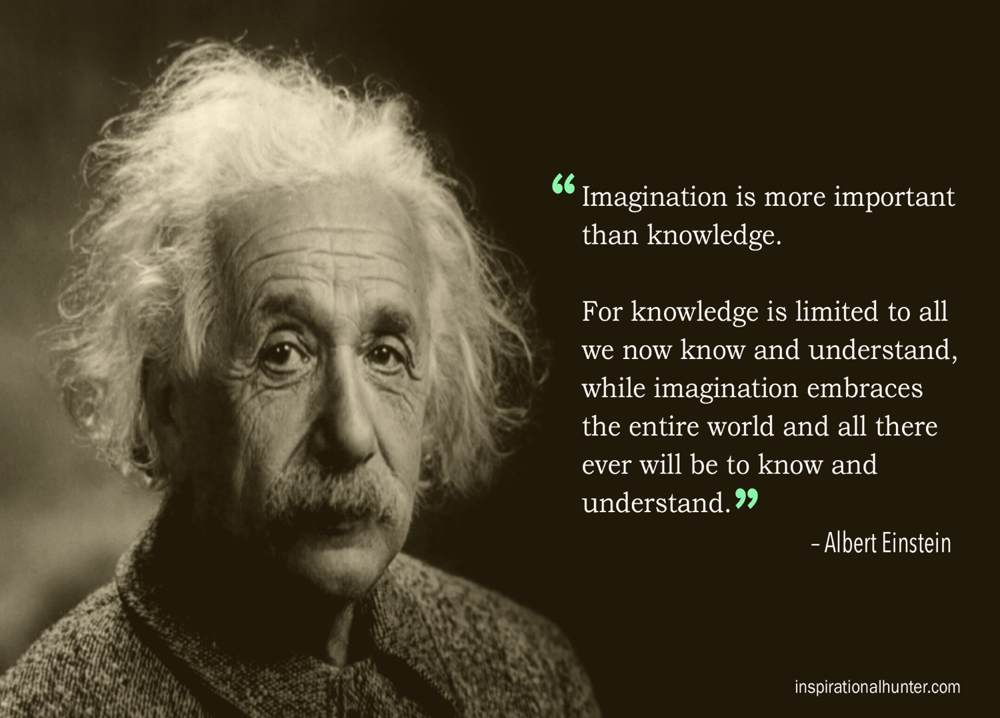 “Imagination is more important
than knowledge.
For knowledge is limited to all
we now know and understand,
while imagination embraces
the entire world and all there
ever will be to know and
understand.”
– Albert Einstein
inspirationalhunter.com